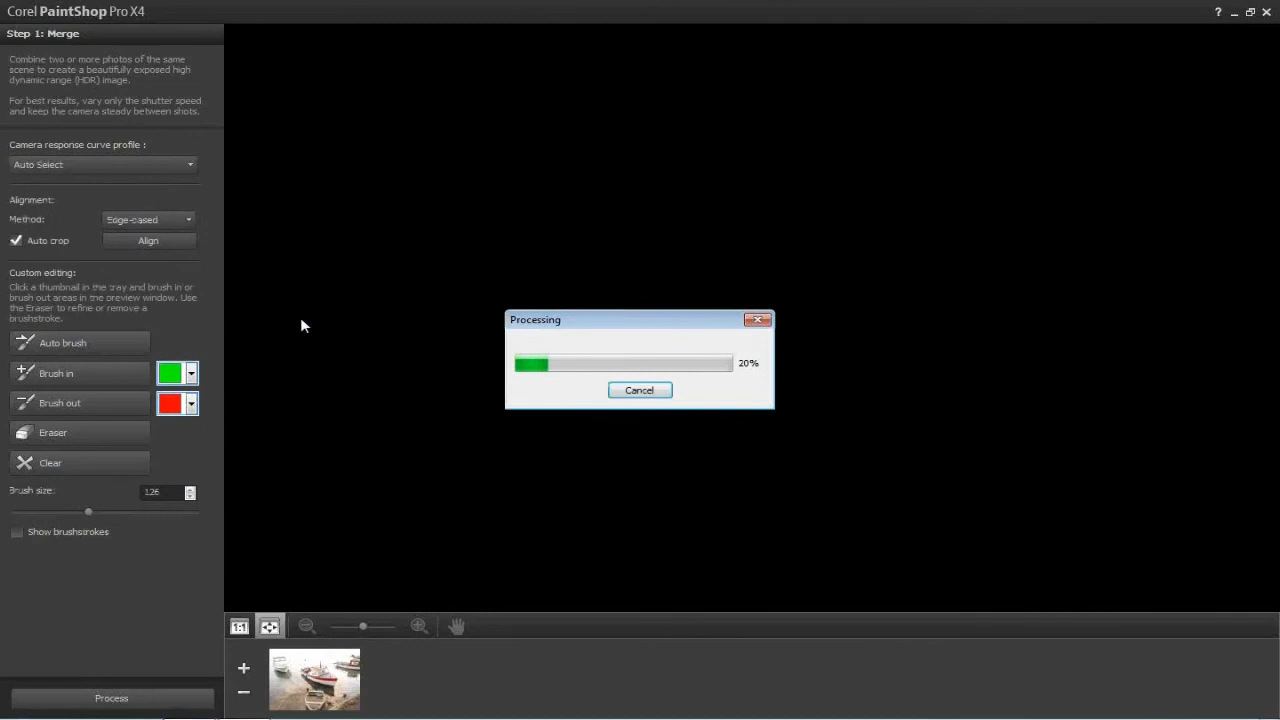 Corel PaintShop Pro X4
?
Step 1: Merge
Combine two or more photos of the same
scene to create a beautifully exposed high
dynamic range (HDR) image.
For best results, vary only the shutter speed
and keep the camera steady between shots.
Camera response curve profile :
Auto Select
Alignment:
Method: Edge-based
Auto crop Align
Custom editing:
Click a thumbnail in the tray and brush in or
brush out areas in the preview window. Use
the Eraser to refine or remove a
brushstroke.
Auto brush
Brush in
Brush out
Eraser
Clear
Brush size: 126
Show brushstrokes
Process
Processing
20%
Cancel
1:1